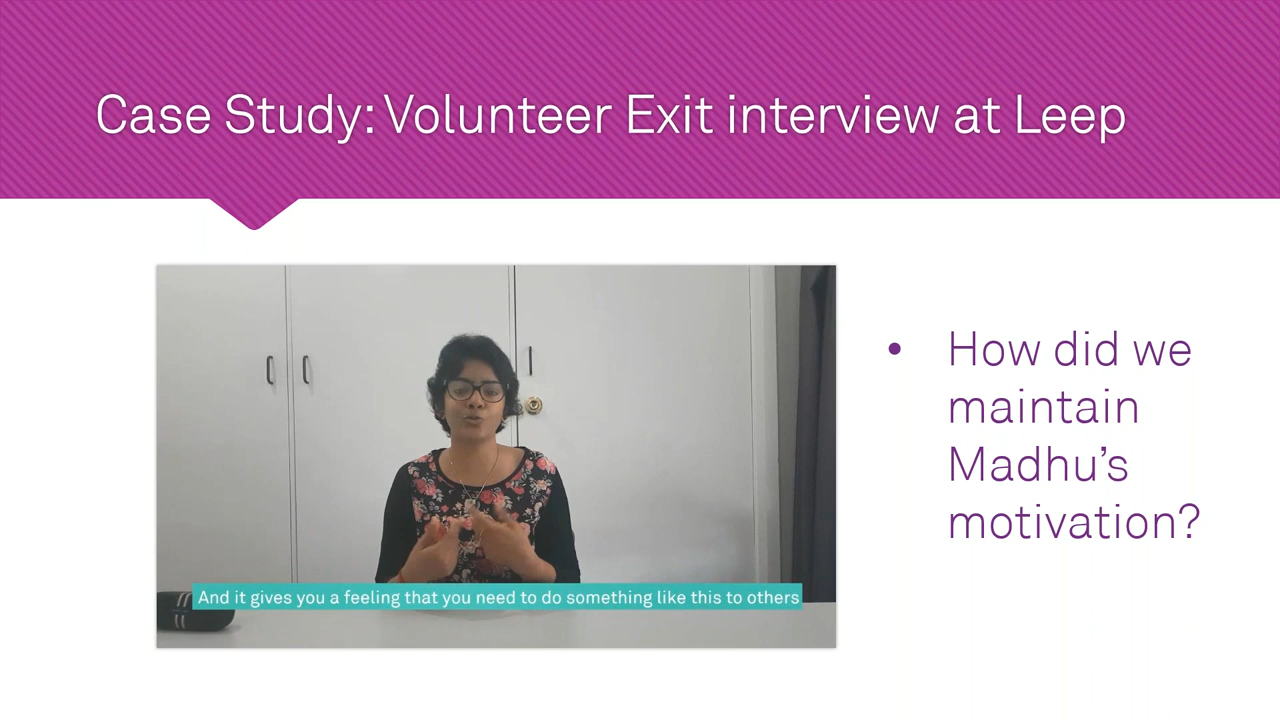 Case Study: Volunteer Exit interview at Leep
And it gives you a feeling that you need to do something like this to others
• How did we
maintain
Madhu’s
motivation?